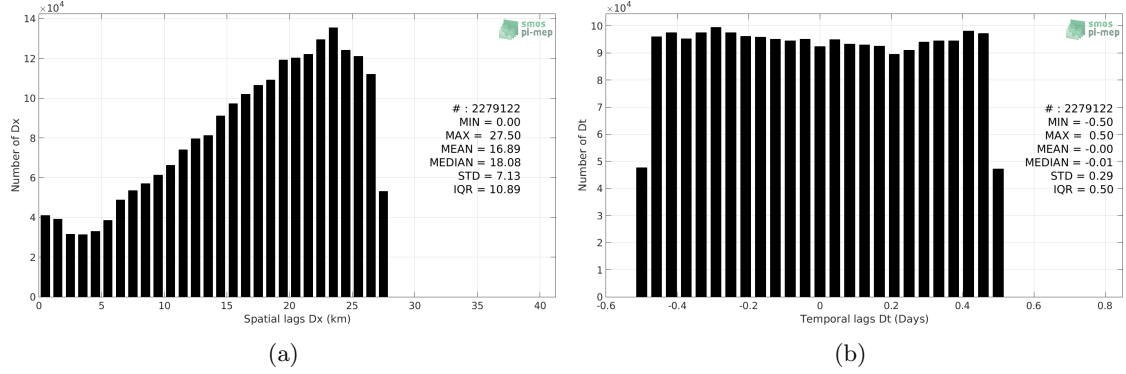 ×10⁴
14
12
10
8
6
4
2
0
Number of Dx
0 5 10 15 20 25 30 35 40
Spatial lags Dx (km)
smos
pi-mep
# : 2279122
MIN = 0.00
MAX = 27.50
MEAN = 16.89
MEDIAN = 18.08
STD = 7.13
IQR = 10.89
(a)
×10⁴
10
9
8
7
6
5
4
3
2
1
0
Number of Dt
-0.6 -0.4 -0.2 0 0.2 0.4 0.6 0.8
Temporal lags Dt (Days)
smos
pi-mep
# : 2279122
MIN = -0.50
MAX = 0.50
MEAN = -0.00
MEDIAN = -0.01
STD = 0.29
IQR = 0.50
(b)